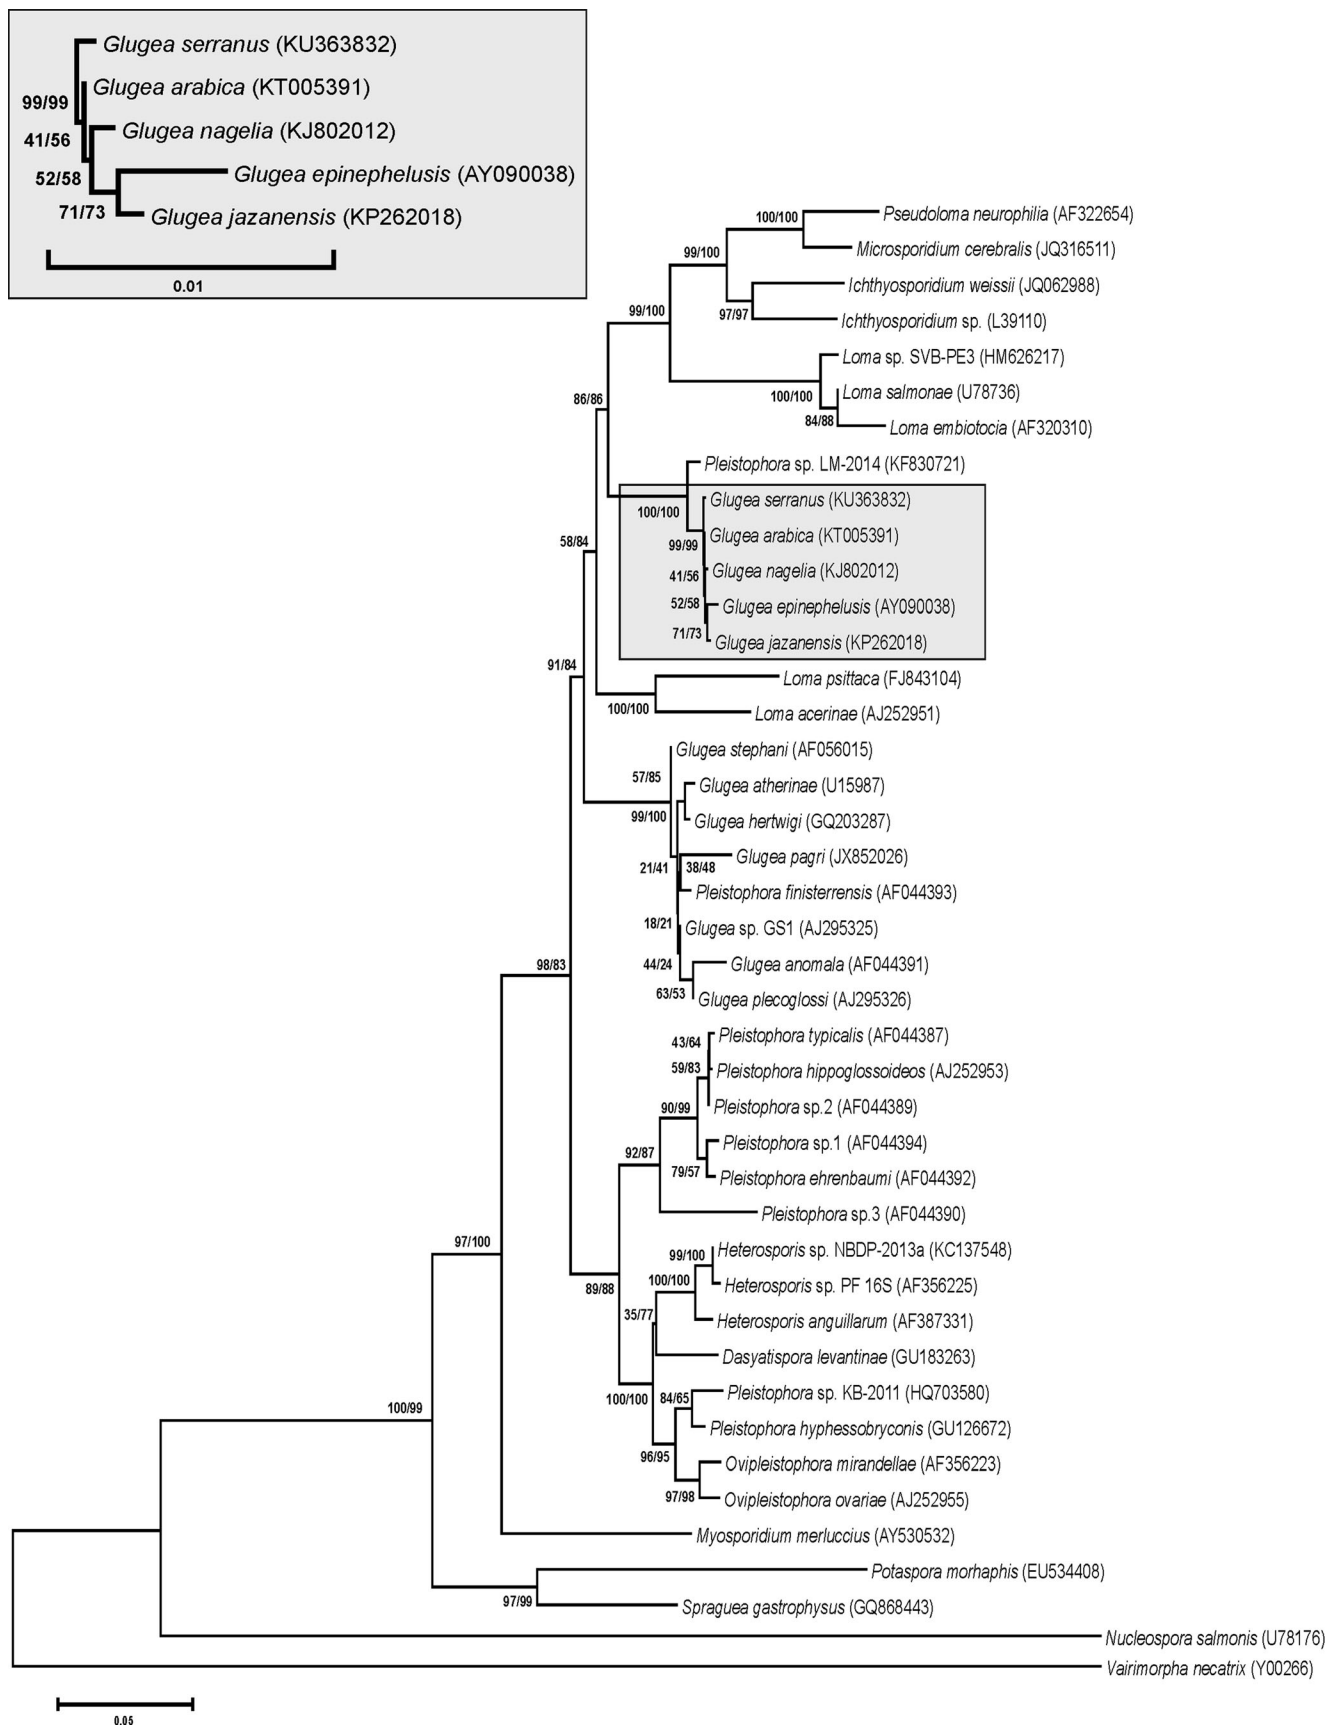 Glugea serranus (KU363832)
Glugea arabica (KT005391)
99/99
Glugea nagelia (KJ802012)
41/56
Glugea epinephelusis (AY090038)
52/58
71/73
Glugea jazanensis (KP262018)
0.01
100/100
Pseudoloma neurophilia (AF322654)
Microsporidium cerebralis (JQ316511)
99/100
Ichthyosporidium weissii (JQ062988)
97/97
Ichthyosporidium sp. (L39110)
99/100
Loma sp. SVB-PE3 (HM626217)
100/100
Loma salmonae (U78736)
84/88
Loma embiotocia (AF320310)
86/86
Pleistophora sp. LM-2014 (KF830721)
Glugea serranus (KU363832)
100/100
Glugea arabica (KT005391)
99/99
Glugea nagelia (KJ802012)
41/56
Glugea epinephelusis (AY090038)
52/58
71/73
Glugea jazanensis (KP262018)
58/84
Loma psittaca (FJ843104)
100/100
Loma acerinae (AJ252951)
91/84
Glugea stephani (AF056015)
57/85
Glugea atherinae (U15987)
99/100
Glugea hertwigi (GQ203287)
Glugea pagri (JX852026)
21/41
38/48
Pleistophora finisterrensis (AF044393)
18/21
Glugea sp. GS1 (AJ295325)
44/24
Glugea anomala (AF044391)
63/53
Glugea plecoglossi (AJ295326)
98/83
Pleistophora typicalis (AF044387)
43/64
59/83
Pleistophora hippoglossoideos (AJ252953)
Pleistophora sp.2 (AF044389)
90/99
Pleistophora sp.1 (AF044394)
92/87
79/57
Pleistophora ehrenbaumi (AF044392)
Pleistophora sp.3 (AF044390)
97/100
Heterosporis sp. NBDP-2013a (KC137548)
99/100
100/100
Heterosporis sp. PF 16S (AF356225)
89/88
35/77
Heterosporis anguillarum (AF387331)
Dasyatispora levantinae (GU183263)
100/100
84/65
Pleistophora sp. KB-2011 (HQ703580)
100/99
Pleistophora hyphessobryconis (GU126672)
96/95
Ovipleistophora mirandellae (AF356223)
97/98
Ovipleistophora ovariae (AJ252955)
Myosporidium merluccius (AY530532)
Potaspora morhaphis (EU534408)
97/99
Spraguea gastrophysus (GQ868443)
Nucleospora salmonis (U78176)
Vairimorpha necatrix (Y00266)
0.05